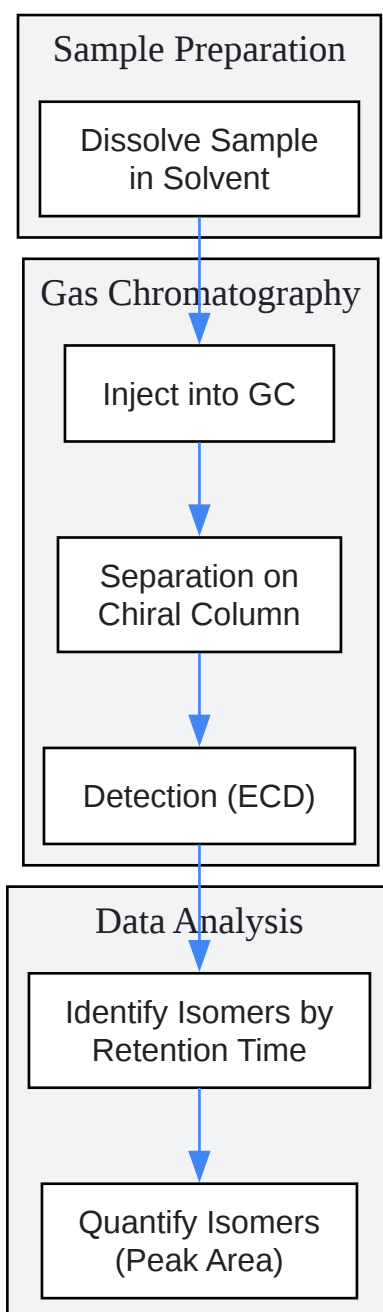 Sample Preparation
Dissolve Sample
in Solvent
Gas Chromatography
Inject into GC
Separation on
Chiral Column
Detection (ECD)
Data Analysis
Identify Isomers by
Retention Time
Quantify Isomers
(Peak Area)